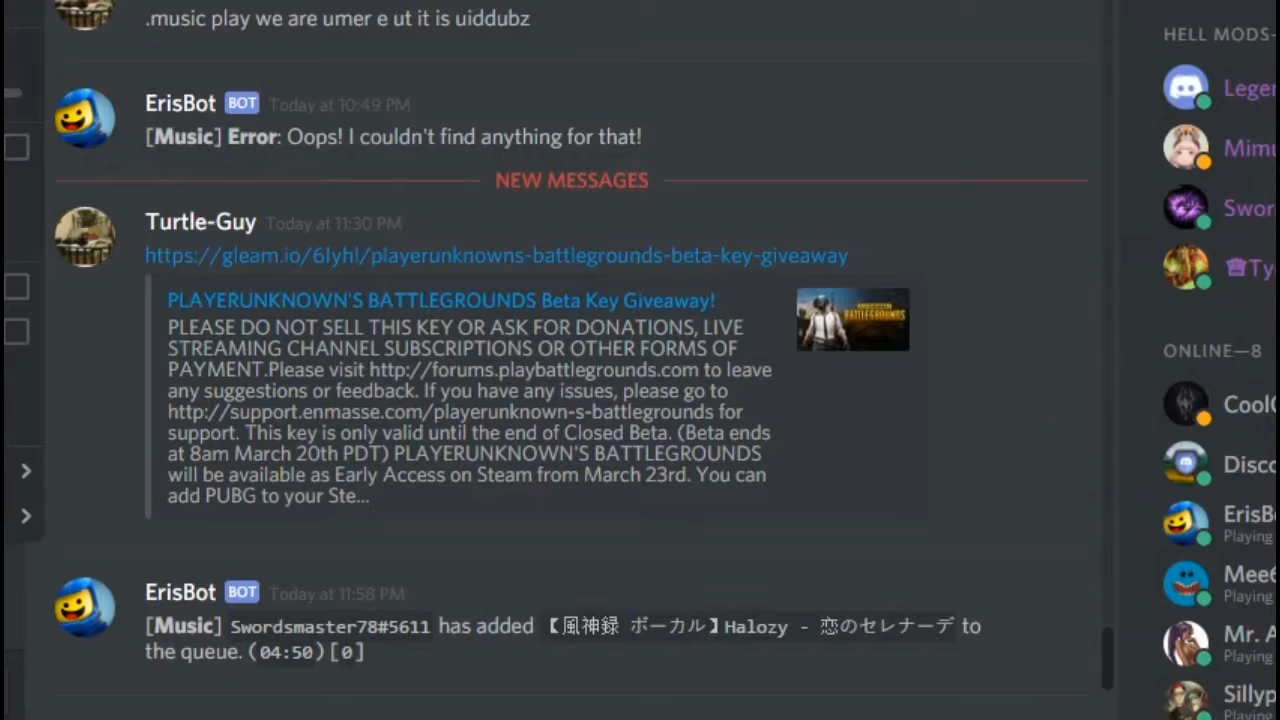 .music play we are umer e ut it is uiddubz
HELL MODS-
ErisBot BOT Today at 10:49 PM
[Music] Error: Oops! I couldn't find anything for that!
NEW MESSAGES
Turtle-Guy Today at 11:30 PM
https://gleam.io/6lyhl/playerunknowns-battlegrounds-beta-key-giveaway
PLAYERUNKNOWN'S BATTLEGROUNDS Beta Key Giveaway!
PLEASE DO NOT SELL THIS KEY OR ASK FOR DONATIONS, LIVE
STREAMING CHANNEL SUBSCRIPTIONS OR OTHER FORMS OF
PAYMENT.Please visit http://forums.playbattlegrounds.com to leave
any suggestions or feedback. If you have any issues, please go to
http://support.enmasse.com/playerunknown-s-battlegrounds for
support. This key is only valid until the end of Closed Beta. (Beta ends
at 8am March 20th PDT) PLAYERUNKNOWN'S BATTLEGROUNDS
will be available as Early Access on Steam from March 23rd. You can
add PUBG to your Ste...
BATTLEGROUNDS
ErisBot BOT Today at 11:58 PM
[Music] Swordsmaster78#5611 has added 【風神録 ボーカル】Halozy - 恋のセレナーデ to
the queue. (04:50) [0]
Leger
Mimu
Swor
Ty
ONLINE—8
CoolC
Disco
ErisB
Playing
Mee6
Playing
Mr. A
Playing
Sillyp
Playing